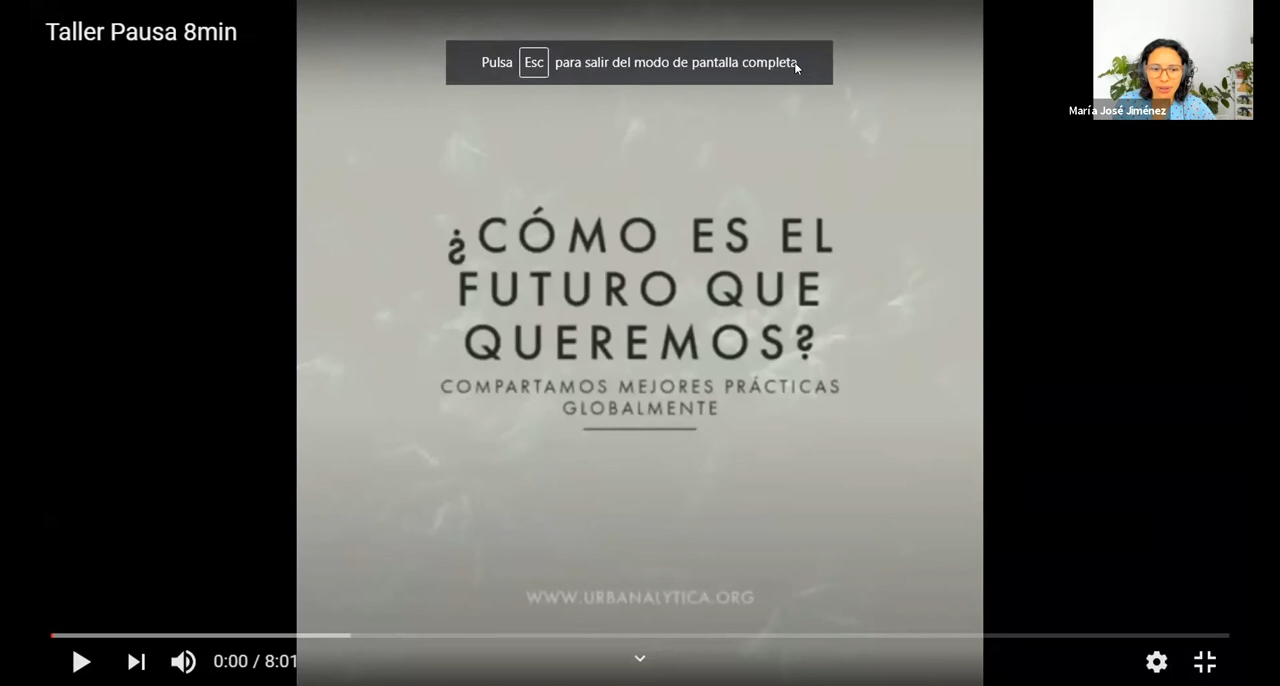 Taller Pausa 8min
Pulsa Esc para salir del modo de pantalla completa
María José Jiménez
¿CÓMO ES EL
FUTURO QUE
QUEREMOS?
COMPARTAMOS MEJORES PRÁCTICAS
GLOBALMENTE
WWW.URBANALYTICA.ORG
0:00 / 8:01